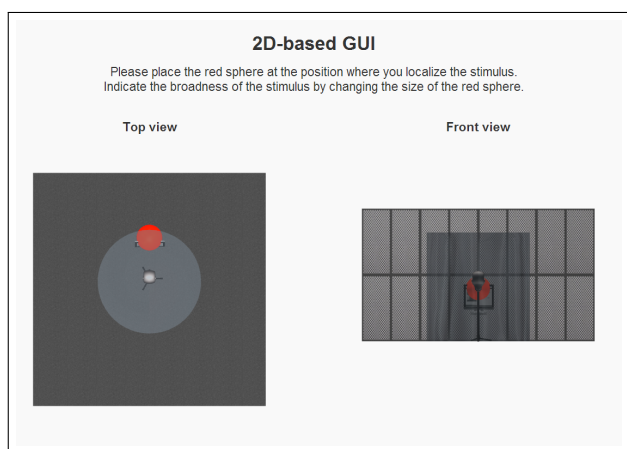 2D-based GUI
Please place the red sphere at the position where you localize the stimulus.
Indicate the broadness of the stimulus by changing the size of the red sphere.
Top view
Front view